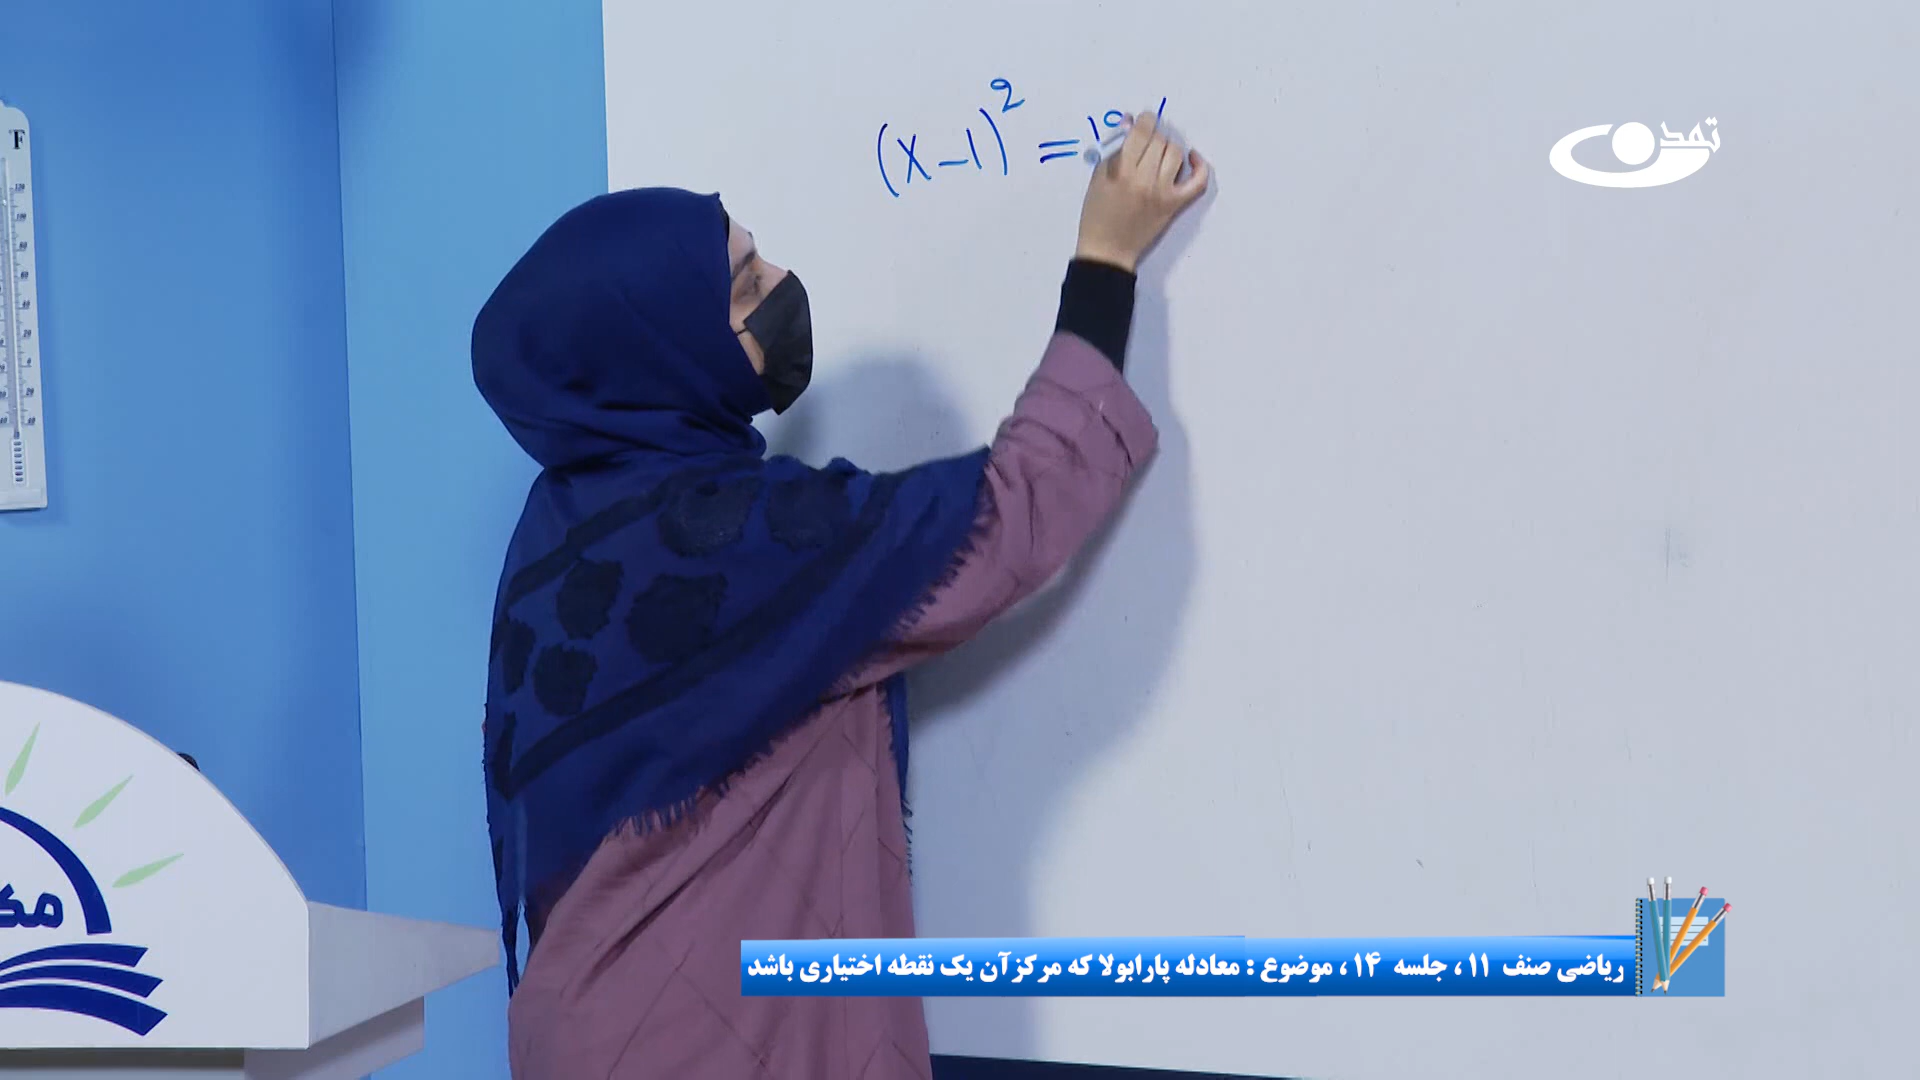 (x-1)² =
تمدن
F
ریاضی صنف ۱۱ ، جلسه ۱۴ ، موضوع : معادله پارابولا که مرکز آن یک نقطه اختیاری باشد